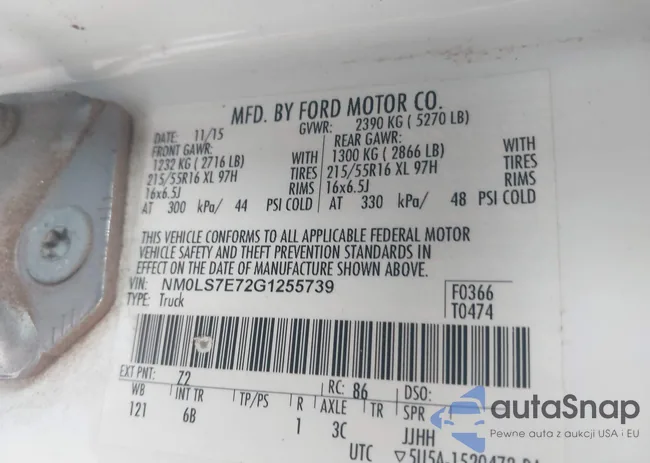 MFD. BY FORD MOTOR CO.
DATE: 11/15 GVWR: 2390 KG ( 5270 LB)
FRONT GAWR: REAR GAWR:
1232 KG ( 2716 LB) WITH 1300 KG ( 2866 LB) WITH
215/55R16 XL 97H TIRES 215/55R16 XL 97H TIRES
16x6.5J RIMS 16x6.5J RIMS
AT 300 kPa/ 44 PSI COLD AT 330 kPa/ 48 PSI COLD
THIS VEHICLE CONFORMS TO ALL APPLICABLE FEDERAL MOTOR
VEHICLE SAFETY AND THEFT PREVENTION STANDARDS IN
EFFECT ON THE DATE OF MANUFACTURE SHOWN ABOVE.
VIN: NM0LS7E72G1255739 F0366
TYPE: Truck T0474
EXT PNT: Z2 RC: 86 DSO:
WB INT TR TP/PS R AXLE TR SPR
121 6B 1 3C JJHH
UTC
autaSnap
Pewne auta z aukcji USA i EU